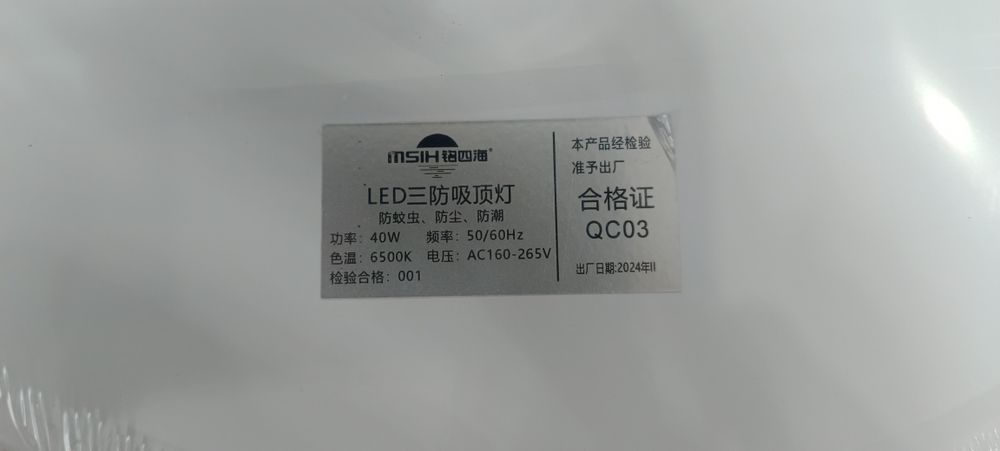 MSIH 铭四海®
LED三防吸顶灯
防蚊虫、防尘、防潮
功率：40W 频率：50/60Hz
色温：6500K 电压：AC160-265V
检验合格：001
本产品经检验
准予出厂
合格证
QC03
出厂日期:2024年II